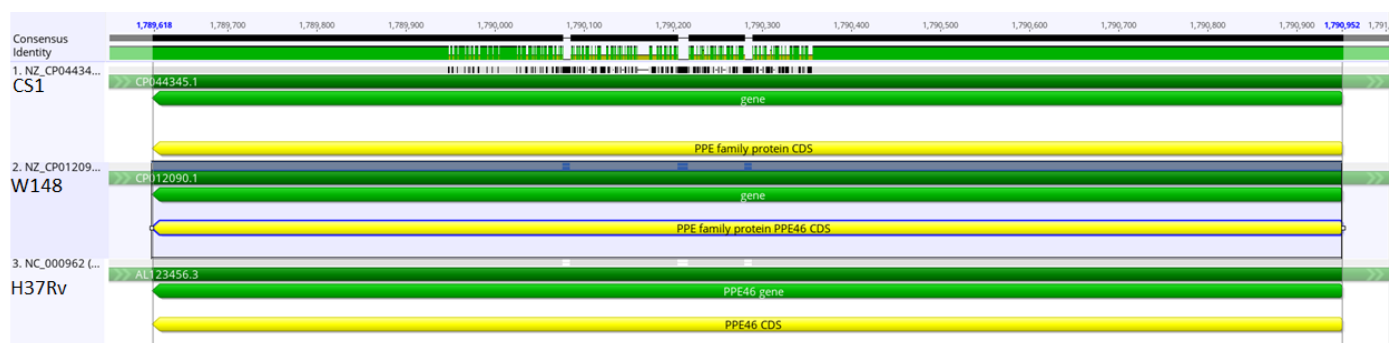 1,789,618 1,789,700 1,789,800 1,789,900 1,790,000 1,790,100 1,790,200 1,790,300 1,790,400 1,790,500 1,790,600 1,790,700 1,790,800 1,790,900 1,790,952 1,791
Consensus
Identity
1. NZ_CP04434...
CS1
CP044345.1
gene
PPE family protein CDS
2. NZ_CP01209...
W148
CP012090.1
gene
PPE family protein PPE46 CDS
3. NC_000962 (...
H37Rv
AL123456.3
PPE46 gene
PPE46 CDS